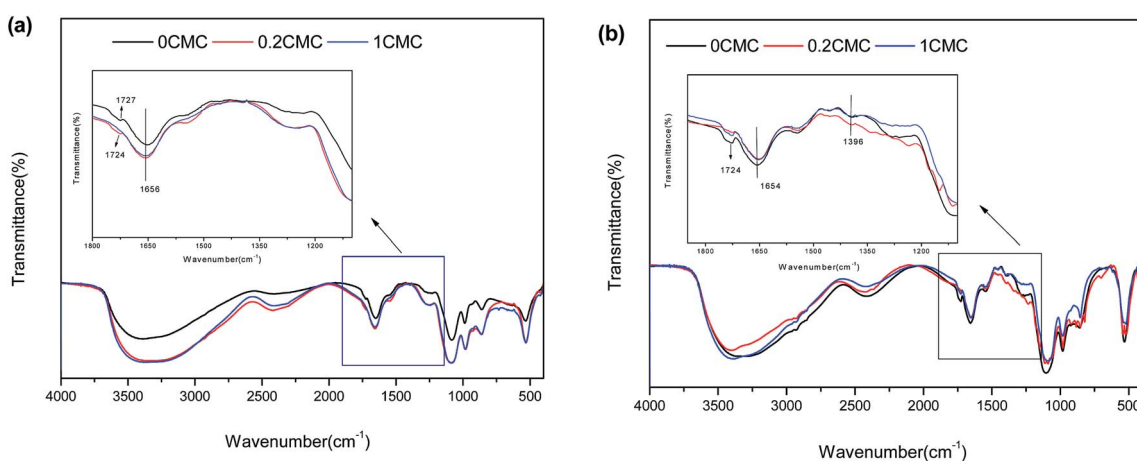 (a)
0CMC 0.2CMC 1CMC
Transmittance(%)
1727
1724
1656
1800 1650 1500 1350 1200
Wavenumber(cm-1)
Transmittance(%)
4000 3500 3000 2500 2000 1500 1000 500
Wavenumber(cm-1)
(b)
0CMC 0.2CMC 1CMC
Transmittance(%)
1724
1654
1396
1800 1650 1500 1350 1200
Wavenumber(cm-1)
Transmittance(%)
4000 3500 3000 2500 2000 1500 1000 500
Wavenumber(cm-1)